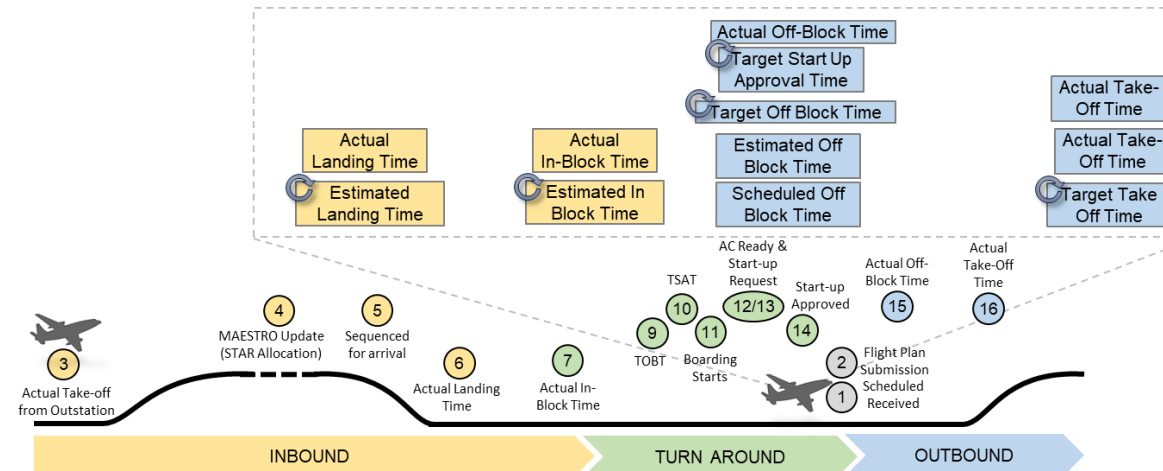 Actual Off-Block Time
Target Start Up
Approval Time
Target Off Block Time
Estimated Off
Block Time
Scheduled Off
Block Time
Actual Take-
Off Time
Actual Take-
Off Time
Target Take
Off Time
Actual
Landing Time
Estimated
Landing Time
Actual
In-Block Time
Estimated In
Block Time
3
Actual Take-off
from Outstation
4
MAESTRO Update
(STAR Allocation)
5
Sequenced
for arrival
6
Actual Landing
Time
7
Actual In-
Block Time
9
TOBT
TSAT
10
11
Boarding
Starts
AC Ready &
Start-up
Request
12/13
Start-up
Approved
14
Actual Off-
Block Time
15
Actual
Take-Off
Time
16
2
Flight Plan
Submission
1
Scheduled
Received
INBOUND
TURN AROUND
OUTBOUND